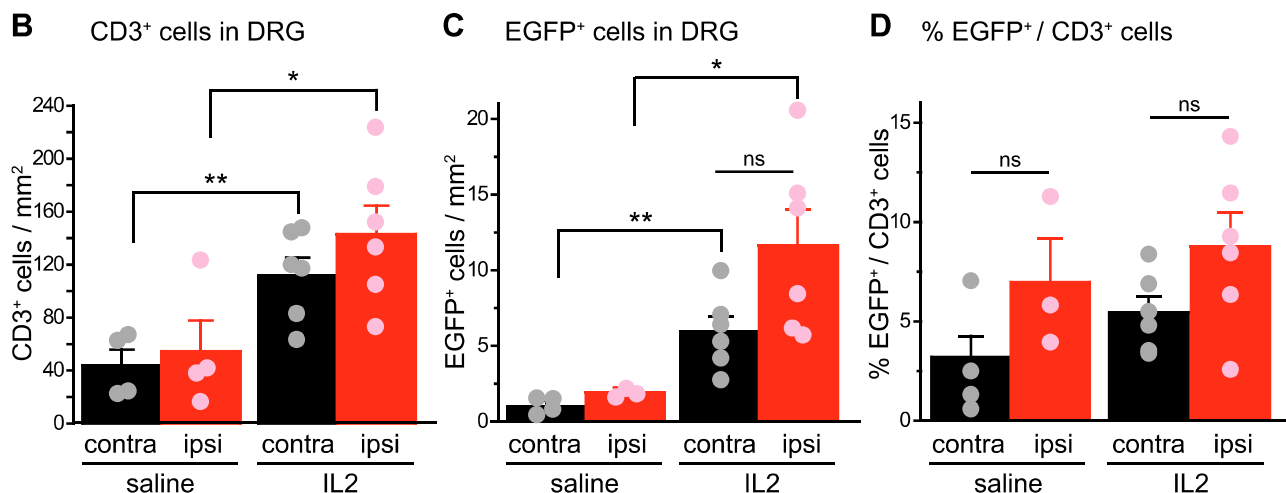 B CD3⁺ cells in DRG
CD3⁺ cells / mm²
240
200
160
120
80
40
0
*
**
contra ipsi contra ipsi
saline IL2
C EGFP⁺ cells in DRG
EGFP⁺ cells / mm²
20
15
10
5
0
*
ns
**
contra ipsi contra ipsi
saline IL2
D % EGFP⁺ / CD3⁺ cells
% EGFP⁺ / CD3⁺ cells
15
10
5
0
ns
ns
contra ipsi contra ipsi
saline IL2